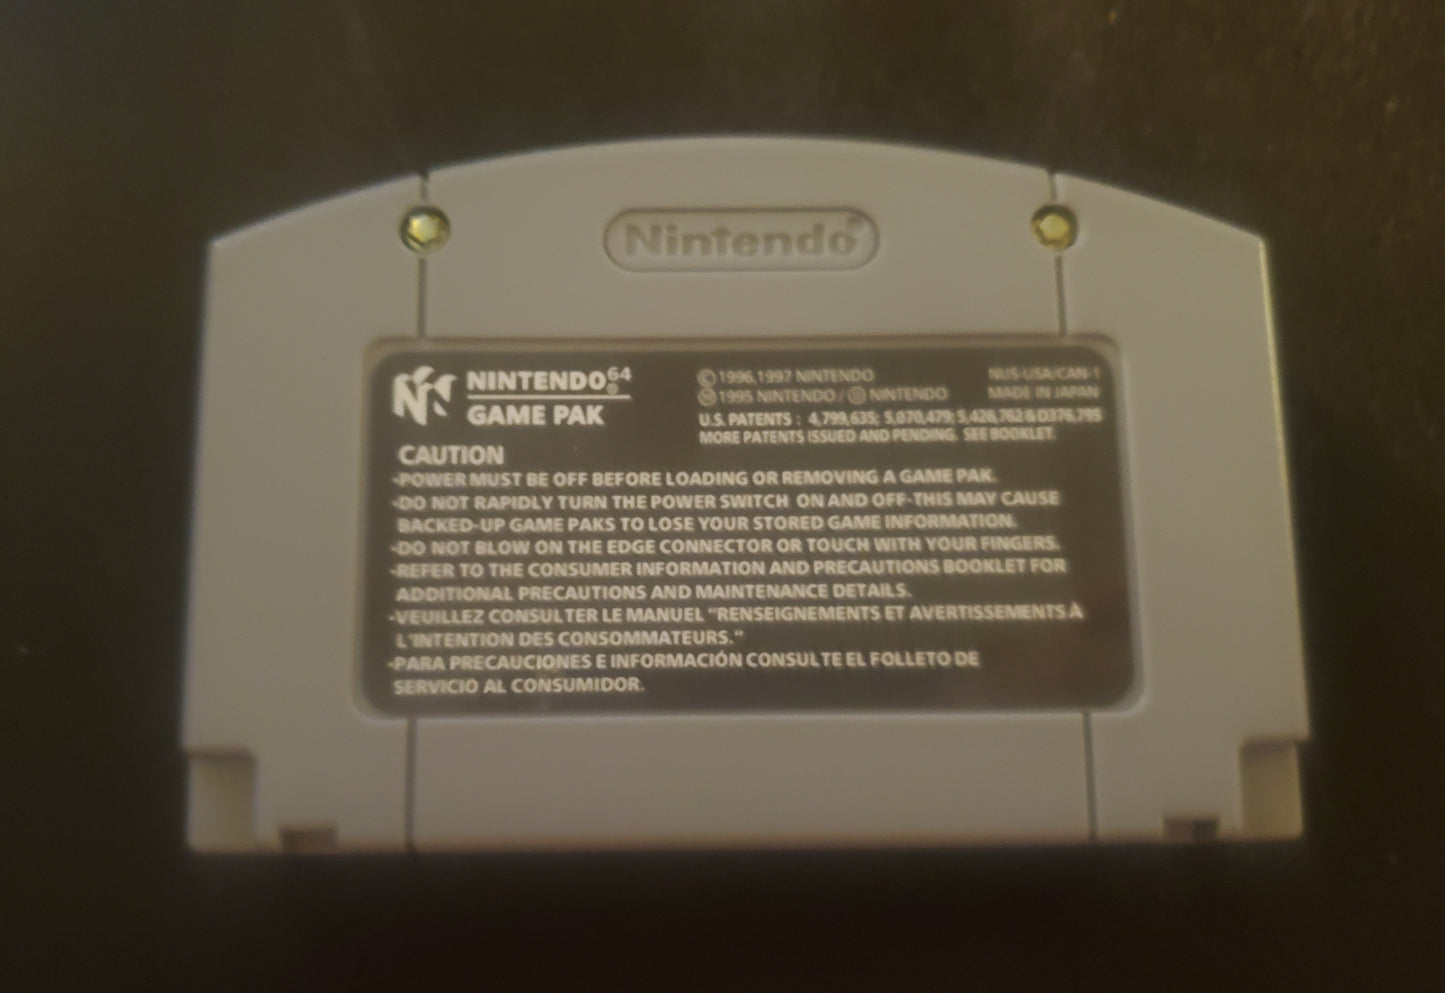 Nintendo®
NINTENDO64
®
GAME PAK
©1996,1997 NINTENDO
Ⓜ1995 NINTENDO / Ⓓ NINTENDO
NUS-USA/CAN-1
MADE IN JAPAN
U.S. PATENTS : 4,799,635; 5,070,479; 5,426,762 & D376,795
MORE PATENTS ISSUED AND PENDING. SEE BOOKLET.
CAUTION
·POWER MUST BE OFF BEFORE LOADING OR REMOVING A GAME PAK.
·DO NOT RAPIDLY TURN THE POWER SWITCH ON AND OFF-THIS MAY CAUSE
BACKED-UP GAME PAKS TO LOSE YOUR STORED GAME INFORMATION.
·DO NOT BLOW ON THE EDGE CONNECTOR OR TOUCH WITH YOUR FINGERS.
·REFER TO THE CONSUMER INFORMATION AND PRECAUTIONS BOOKLET FOR
ADDITIONAL PRECAUTIONS AND MAINTENANCE DETAILS.
·VEUILLEZ CONSULTER LE MANUEL "RENSEIGNEMENTS ET AVERTISSEMENTS À
L'INTENTION DES CONSOMMATEURS."
·PARA PRECAUCIONES E INFORMACIÓN CONSULTE EL FOLLETO DE
SERVICIO AL CONSUMIDOR.